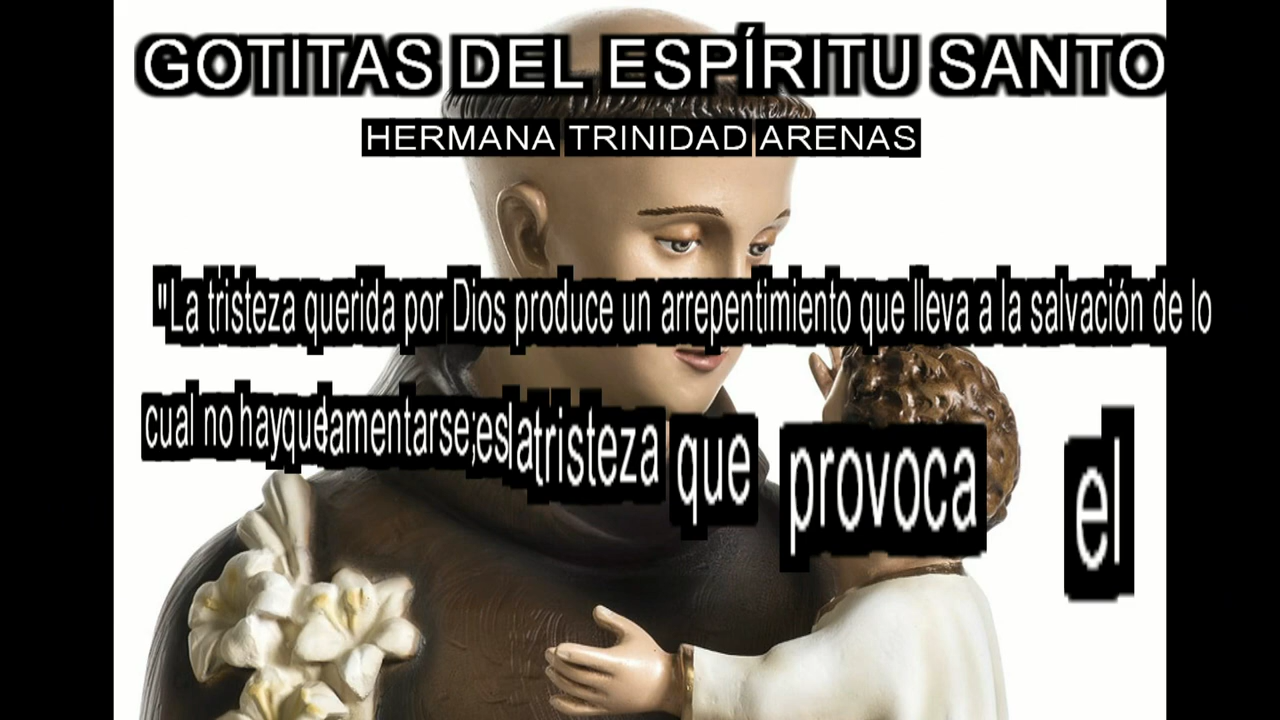 GOTITAS DEL ESPÍRITU SANTO
HERMANA TRINIDAD ARENAS
"La tristeza querida por Dios produce un arrepentimiento que lleva a la salvación de lo
cual no hay que lamentarse; es la tristeza que provoca el